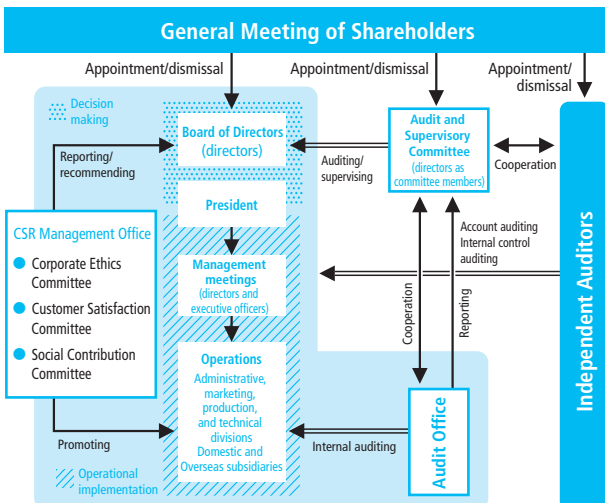 General Meeting of Shareholders
Appointment/dismissal
Appointment/dismissal
Appointment/
dismissal
Decision
making
Board of Directors
(directors)
Audit and
Supervisory
Committee
(directors as
committee members)
Reporting/
recommending
Auditing/
supervising
Cooperation
President
CSR Management Office
Corporate Ethics
Committee
Customer Satisfaction
Committee
Social Contribution
Committee
Account auditing
Internal control
auditing
Management
meetings
(directors and
executive officers)
Cooperation
Reporting
Independent Auditors
Operations
Administrative,
marketing,
production,
and technical
divisions
Domestic and
Overseas subsidiaries
Audit Office
Promoting
Internal auditing
Operational
implementation